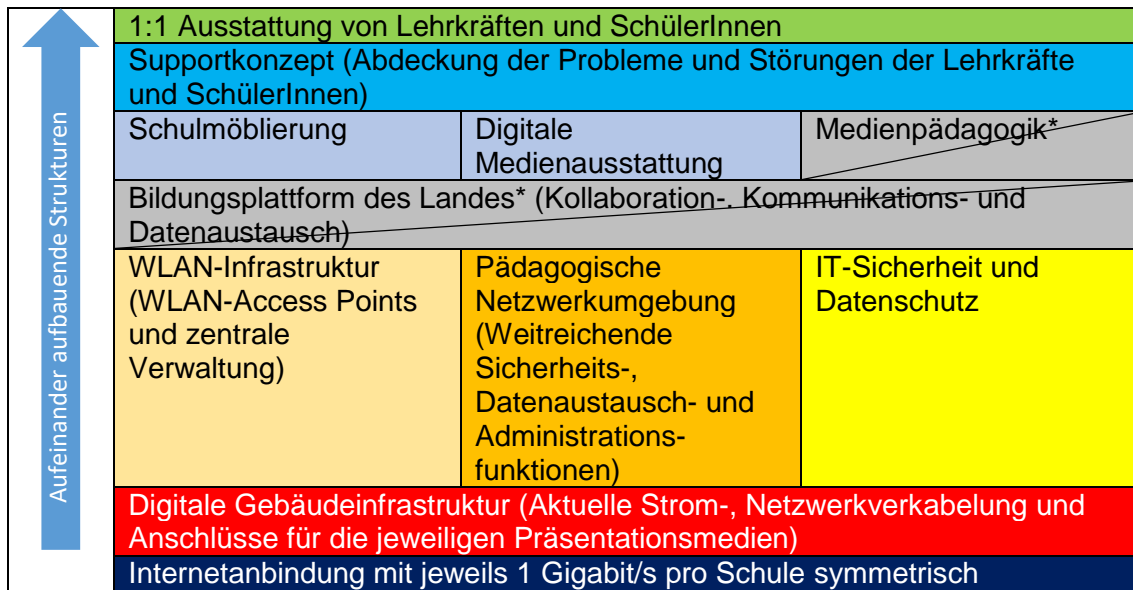 Aufeinander aufbauende Strukturen
1:1 Ausstattung von Lehrkräften und SchülerInnen
Supportkonzept (Abdeckung der Probleme und Störungen der Lehrkräfte
und SchülerInnen)
Schulmöblierung
Digitale
Medienausstattung
Medienpädagogik*
Bildungsplattform des Landes* (Kollaboration-. Kommunikations- und
Datenaustausch)
WLAN-Infrastruktur
(WLAN-Access Points
und zentrale
Verwaltung)
Pädagogische
Netzwerkumgebung
(Weitreichende
Sicherheits-,
Datenaustausch- und
Administrations-
funktionen)
IT-Sicherheit und
Datenschutz
Digitale Gebäudeinfrastruktur (Aktuelle Strom-, Netzwerkverkabelung und
Anschlüsse für die jeweiligen Präsentationsmedien)
Internetanbindung mit jeweils 1 Gigabit/s pro Schule symmetrisch